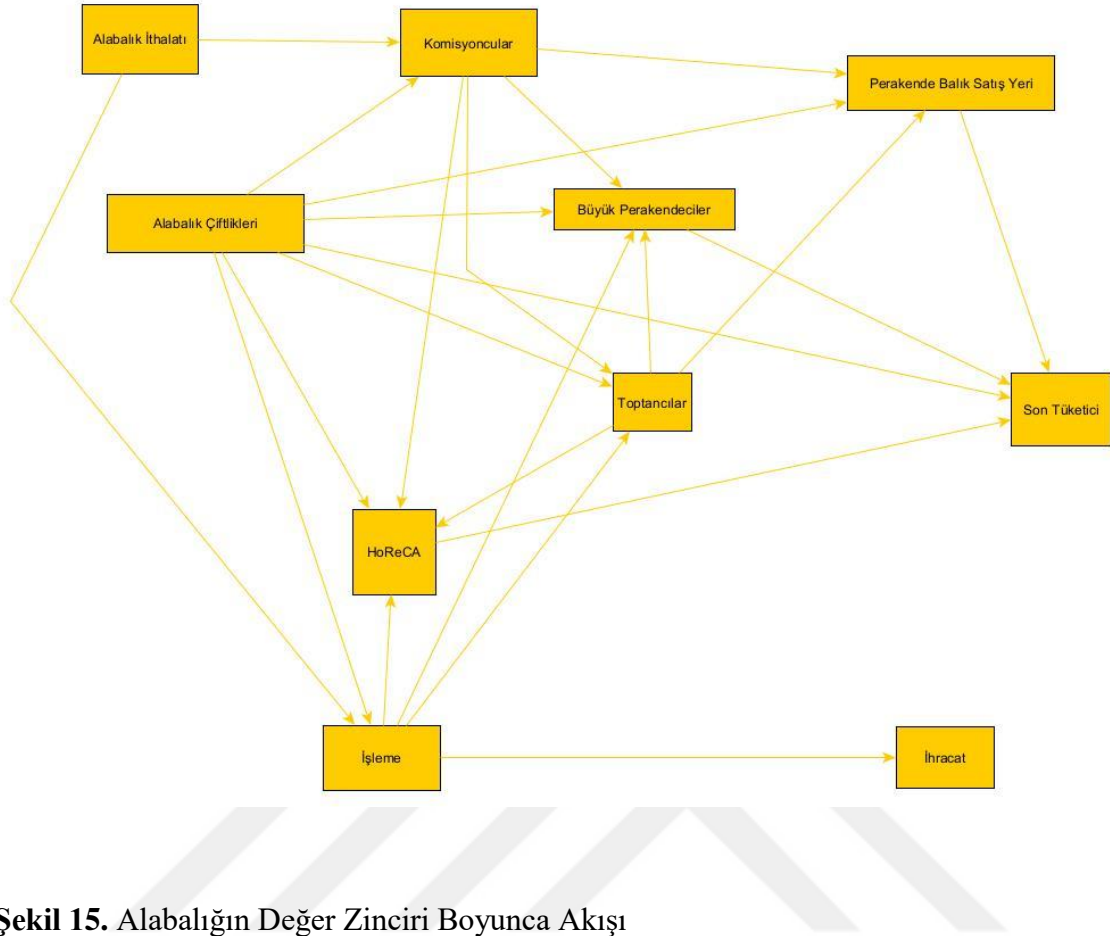 Alabalık İthalatı
Komisyoncular
Perakende Balık Satış Yeri
Alabalık Çiftlikleri
Büyük Perakendeciler
Toptancılar
Son Tüketici
HoReCA
İşleme
İhracat
Şekil 15. Alabalığın Değer Zinciri Boyunca Akışı